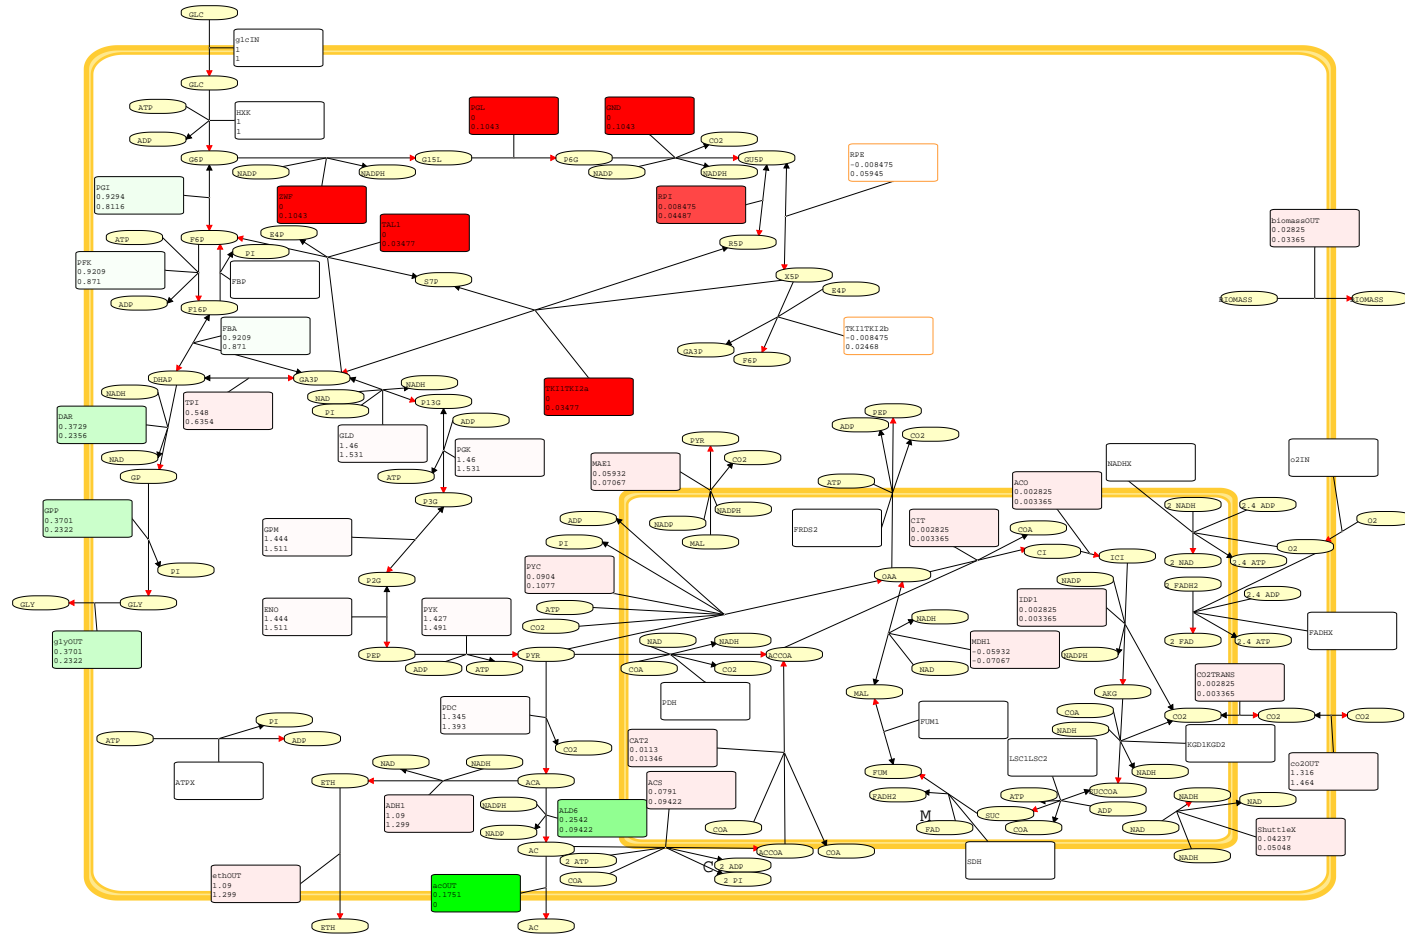 GLC
glcIN
1
1
GLC
ATP
HXK
1
1
ADP
PGL
0
0.1043
GND
0
0.1043
CO2
G6P
NADP
NADPH
G15L
P6G
NADP
NADPH
GU5P
RPE
-0.008475
0.05945
PGI
0.9294
0.8116
ZWF
0
0.1043
RPI
0.008475
0.04487
TAL1
0
0.03477
biomassOUT
0.02825
0.03365
ATP
F6P
E4P
PI
R5P
PFK
0.9209
0.871
FBP
S7P
X5P
E4P
ADP
F16P
BIOMASS
BIOMASS
FBA
0.9209
0.871
TKI1TKI2b
-0.008475
0.02468
GA3P
F6P
DHAP
GA3P
NADH
NADH
NAD
PI
P13G
TKI1TKI2a
0
0.03477
TPI
0.548
0.6354
DAR
0.3729
0.2356
ADP
PEP
ADP
CO2
GLD
1.46
1.531
PGK
1.46
1.531
PYR
CO2
NAD
GP
ATP
MAE1
0.05932
0.07067
ATP
NADHX
o2IN
ACO
0.002825
0.003365
P3G
GPP
0.3701
0.2322
NADP
NADPH
MAL
FRDS2
CIT
0.002825
0.003365
COA
2 NADH
2.4 ADP
O2
GPM
1.444
1.511
ADP
PI
CI
ICI
O2
2 NAD
2.4 ATP
PI
P2G
PYC
0.0904
0.1077
OAA
NADP
2 FADH2
2.4 ADP
GLY
GLY
ENO
1.444
1.511
PYK
1.427
1.491
ATP
CO2
IDP1
0.002825
0.003365
NADH
2 FAD
2.4 ATP
FADHX
glyOUT
0.3701
0.2322
PEP
ADP
ATP
PYR
NAD
NADH
COA
CO2
ACCOA
MDH1
-0.05932
-0.07067
NAD
NADPH
CO2TRANS
0.002825
0.003365
PDH
MAL
AKG
PDC
1.345
1.393
COA
CO2
CO2
CO2
PI
ATP
ADP
FUM1
NADH
CO2
CAT2
0.0113
0.01346
LSC1LSC2
KGD1KGD2
co2OUT
1.316
1.464
ATPX
NAD
NADH
ETH
ACA
ACS
0.0791
0.09422
FUM
NADH
SUCCOA
ADH1
1.09
1.299
NADPH
NADP
ALD6
0.2542
0.09422
FADH2
ATP
ADP
NADH
NAD
M
FAD
SUC
COA
NAD
COA
ShuttleX
0.04237
0.05048
AC
2 ATP
ACCOA
COA
NADH
C
2 ADP
SDH
ethOUT
1.09
1.299
acOUT
0.1751
0
COA
2 PI
ETH
AC